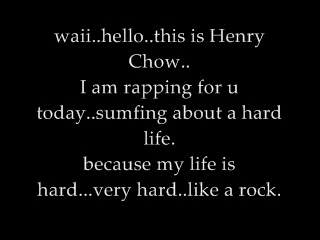 waii..hello..this is Henry
Chow..
I am rapping for u
today..sumfing about a hard
life.
because my life is
hard...very hard..like a rock.